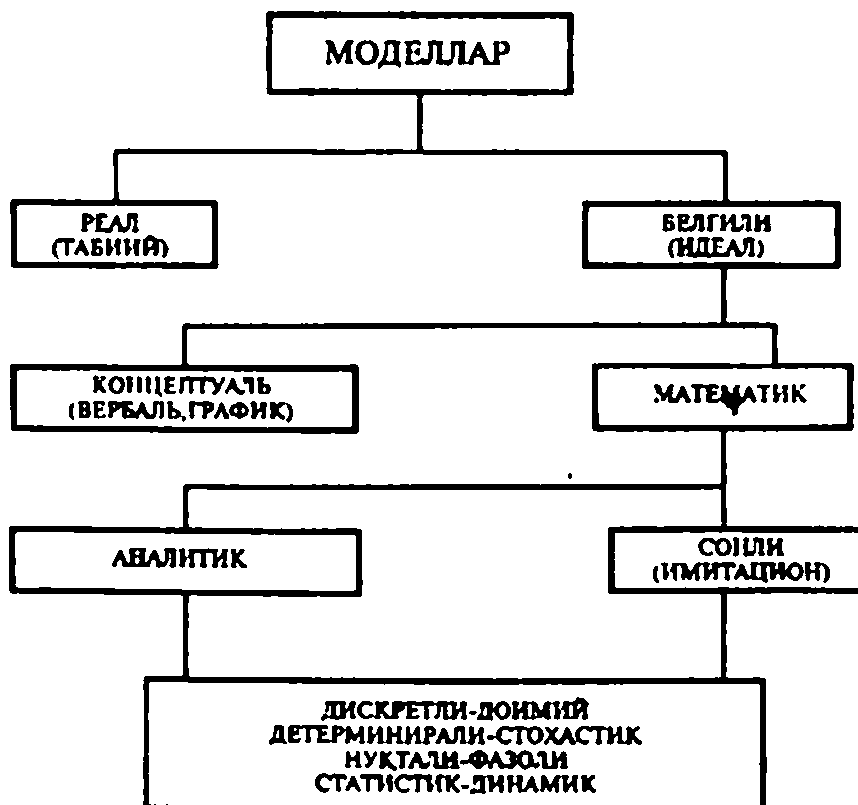 МОДЕЛЛАР
РЕАЛ
(ТАБИИЙ)
БЕЛГИЛИ
(ИДЕАЛ)
КОНЦЕПТУАЛЬ
(ВЕРБАЛЬ, ГРАФИК)
МАТЕМАТИК
АНАЛИТИК
СОНЛИ
(ИМИТАЦИОН)
ДИСКРЕТЛИ-ДОИМИЙ
ДЕТЕРМИНИРАЛИ-СТОХАСТИК
НУКТАЛИ-ФАЗОЛИ
СТАТИСТИК-ДИНАМИК